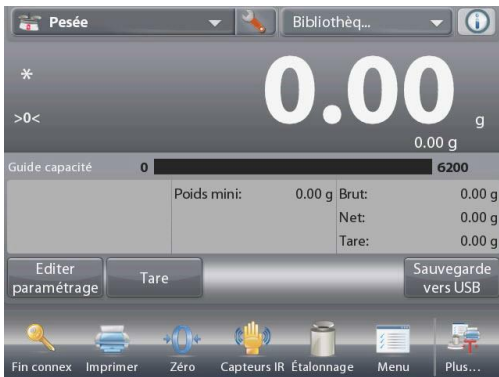 Pesée Bibliothèq...
*
>0<
0.00 g
0.00 g
Guide capacité 0 6200
Poids mini: 0.00 g Brut: 0.00 g
Net: 0.00 g
Tare: 0.00 g
Editer paramétrage
Tare
Sauvegarde vers USB
Fin connex Imprimer Zéro Capteurs IR Étalonnage Menu Plus...